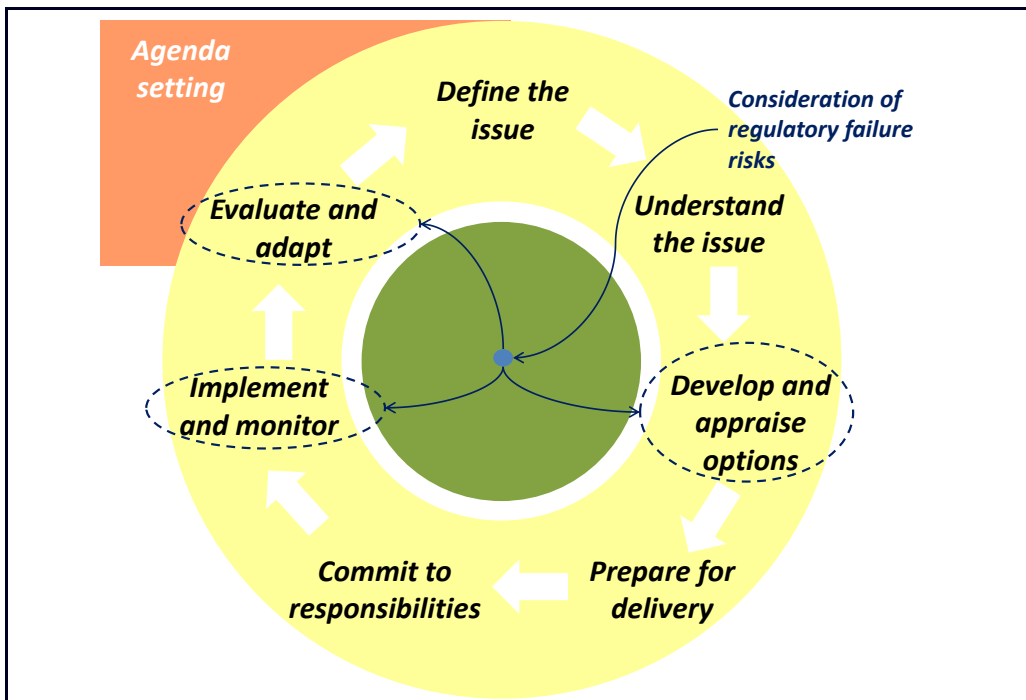 Agenda
setting
Define the
issue
Consideration of
regulatory failure
risks
Understand
the issue
Develop and
appraise
options
Prepare for
delivery
Commit to
responsibilities
Implement
and monitor
Evaluate and
adapt